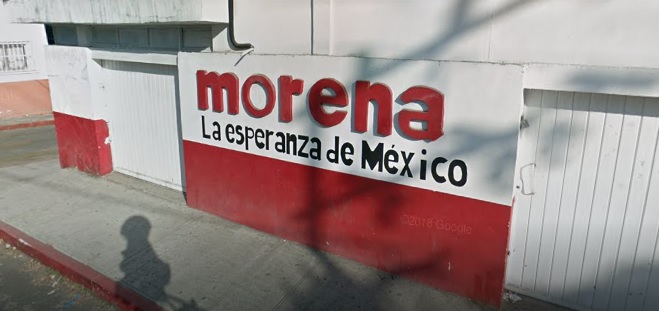 morena
La esperanza de México
©2018 Google